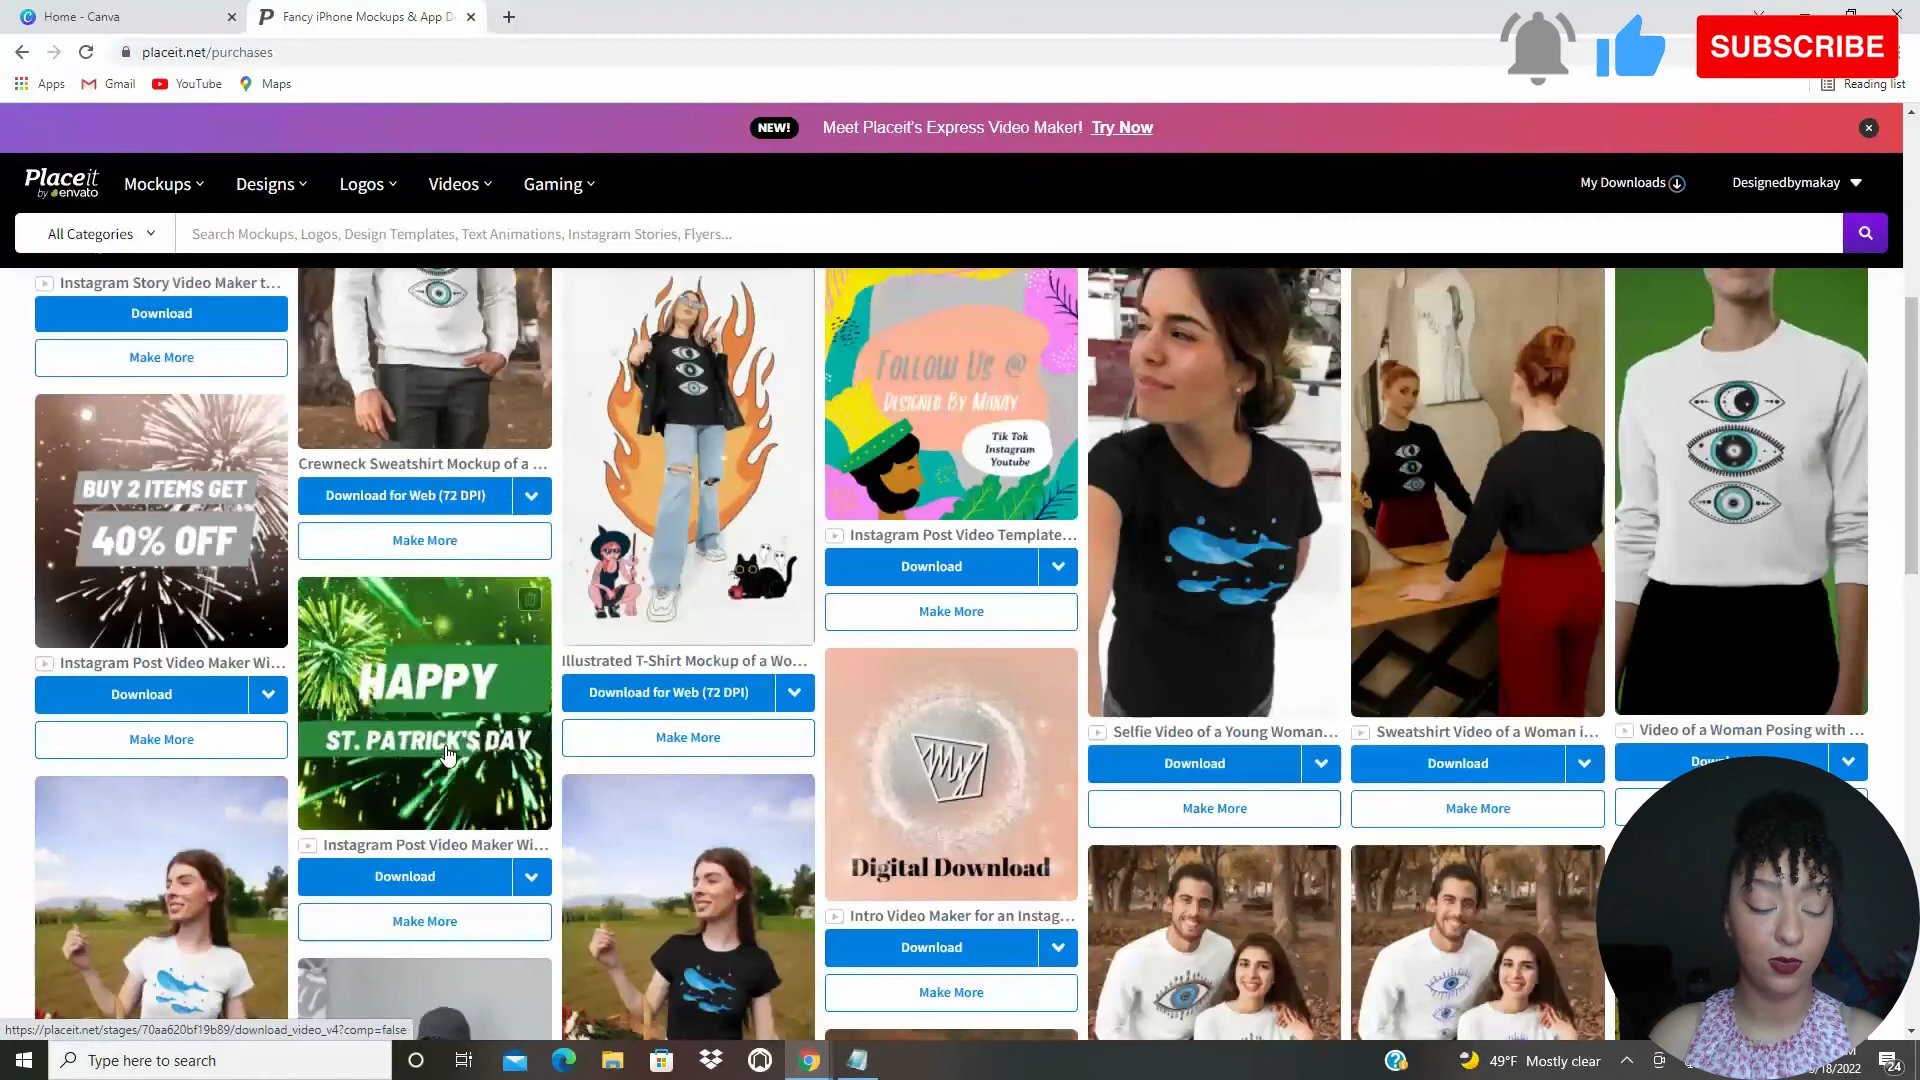 Home - Canva
Fancy iPhone Mockups & App D
placeit.net/purchases
SUBSCRIBE
Apps
Gmail
YouTube
Maps
Reading list
NEW!
Meet Placeit's Express Video Maker! Try Now
Placeit
by envato
Mockups
Designs
Logos
Videos
Gaming
My Downloads
Designedbymakay
All Categories
Search Mockups, Logos, Design Templates, Text Animations, Instagram Stories, Flyers...
Instagram Story Video Maker t...
Download
Make More
BUY 2 ITEMS GET
40% OFF
Instagram Post Video Maker Wi...
Download
Make More
Crewneck Sweatshirt Mockup of a ...
Download for Web (72 DPI)
Make More
HAPPY
ST. PATRICK'S DAY
Instagram Post Video Maker Wi...
Download
Make More
Illustrated T-Shirt Mockup of a Wo...
Download for Web (72 DPI)
Make More
FOLLOW US @
DESIGNED BY MAKAY
Tik Tok
Instagram
Youtube
Instagram Post Video Template...
Download
Make More
Digital Download
Intro Video Maker for an Instag...
Download
Make More
Selfie Video of a Young Woman...
Download
Make More
Sweatshirt Video of a Woman i...
Download
Make More
Video of a Woman Posing with ...
https://placeit.net/stages/70aa620bf19b89/download_video_v4?comp=false
Type here to search
49°F Mostly clear
/18/2022
24